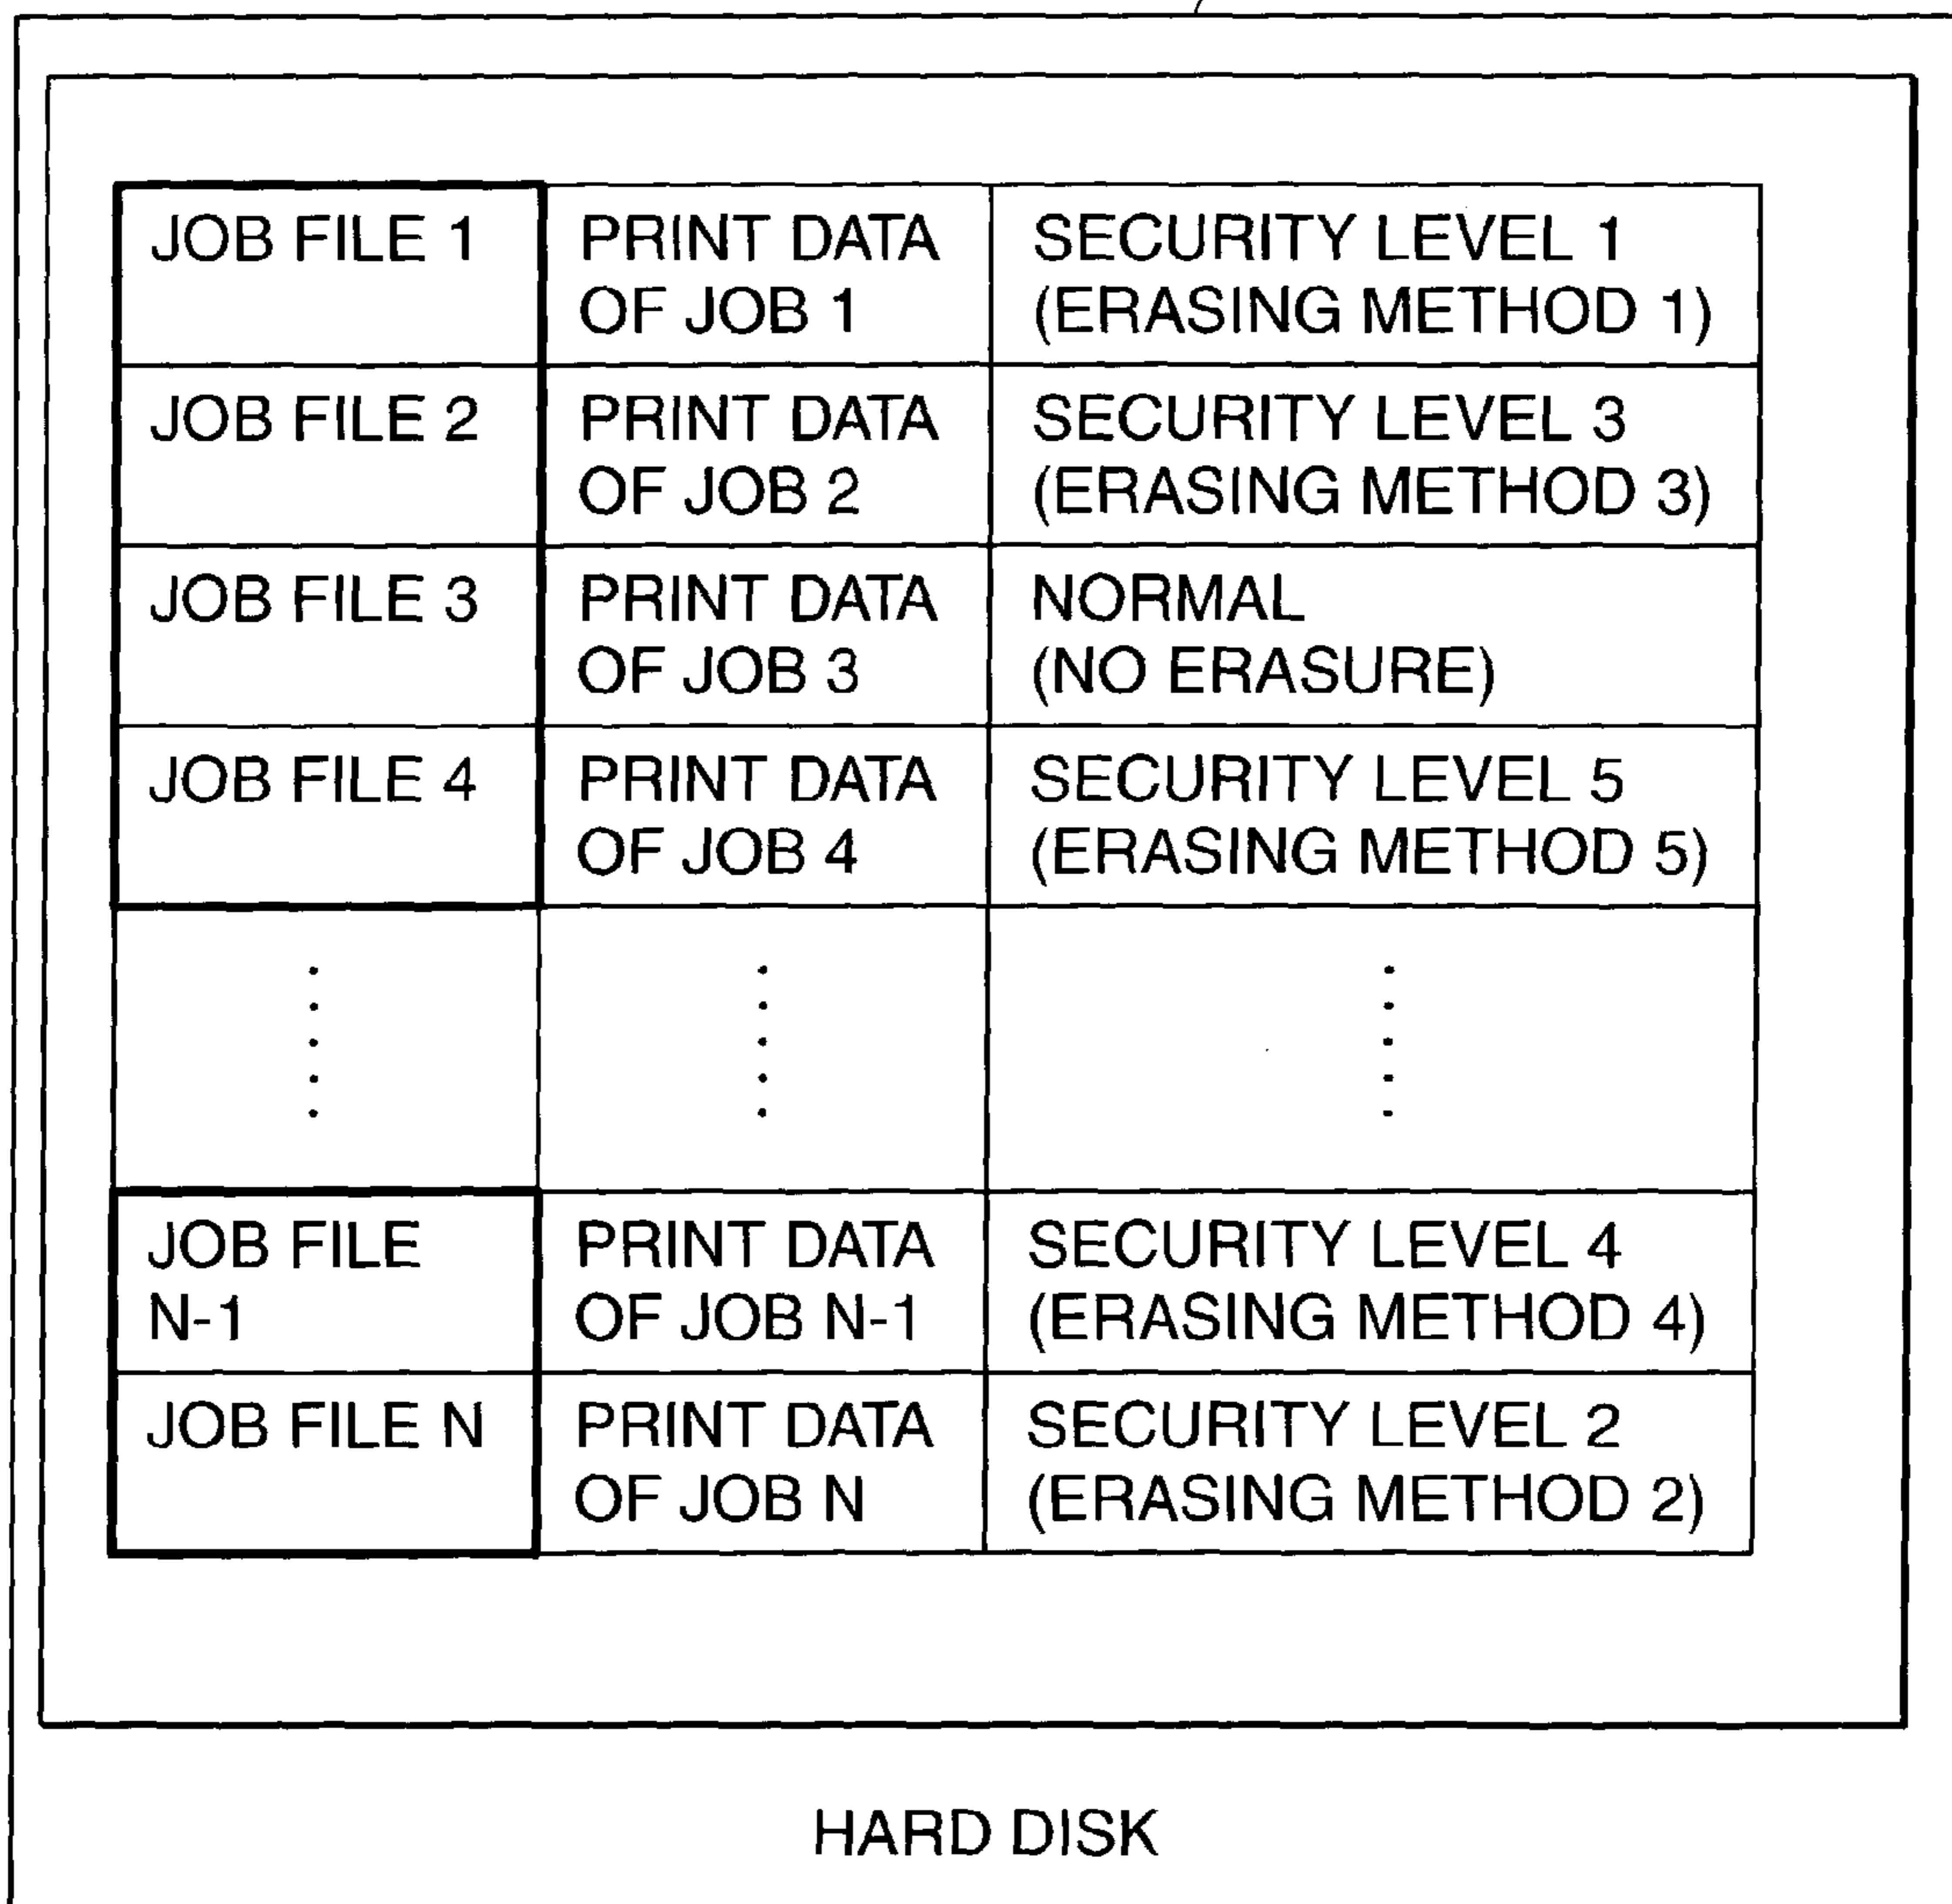 JOB FILE 1
PRINT DATA
OF JOB 1
SECURITY LEVEL 1
(ERASING METHOD 1)
JOB FILE 2
PRINT DATA
OF JOB 2
SECURITY LEVEL 3
(ERASING METHOD 3)
JOB FILE 3
PRINT DATA
OF JOB 3
NORMAL
(NO ERASURE)
JOB FILE 4
PRINT DATA
OF JOB 4
SECURITY LEVEL 5
(ERASING METHOD 5)
JOB FILE
N-1
PRINT DATA
OF JOB N-1
SECURITY LEVEL 4
(ERASING METHOD 4)
JOB FILE N
PRINT DATA
OF JOB N
SECURITY LEVEL 2
(ERASING METHOD 2)
HARD DISK